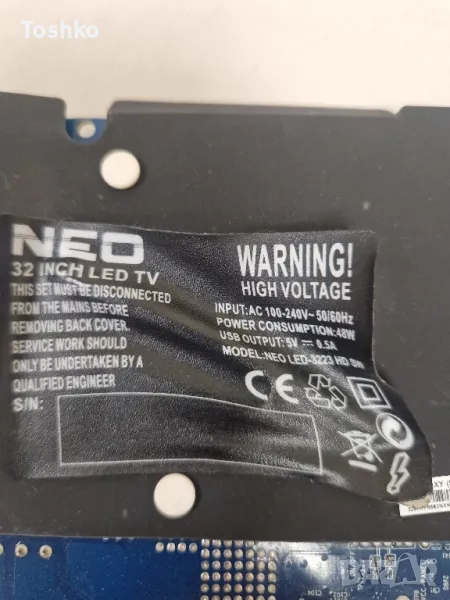 Toshko
NEO
32 INCH LED TV
THIS SET MUST BE DISCONNECTED
FROM THE MAINS BEFORE
REMOVING BACK COVER.
SERVICE WORK SHOULD
ONLY BE UNDERTAKEN BY A
QUALIFIED ENGINEER
S/N:
WARNING!
HIGH VOLTAGE
INPUT: AC 100-240V~ 50/60Hz
POWER CONSUMPTION: 48W
USB OUTPUT: 5V ⎓ 0.5A
MODEL: NEO LED-3223 HD SW
CE
XY